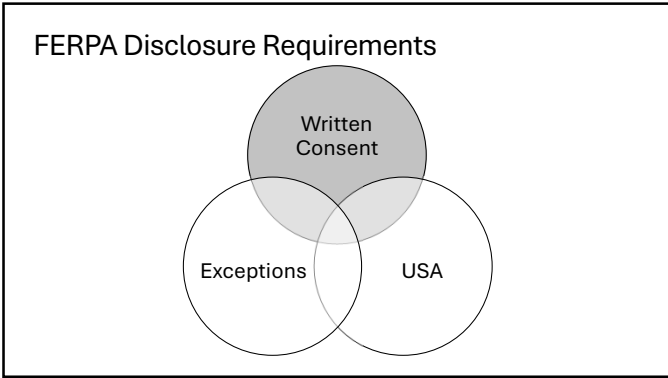 FERPA Disclosure Requirements
Written
Consent
Exceptions
USA